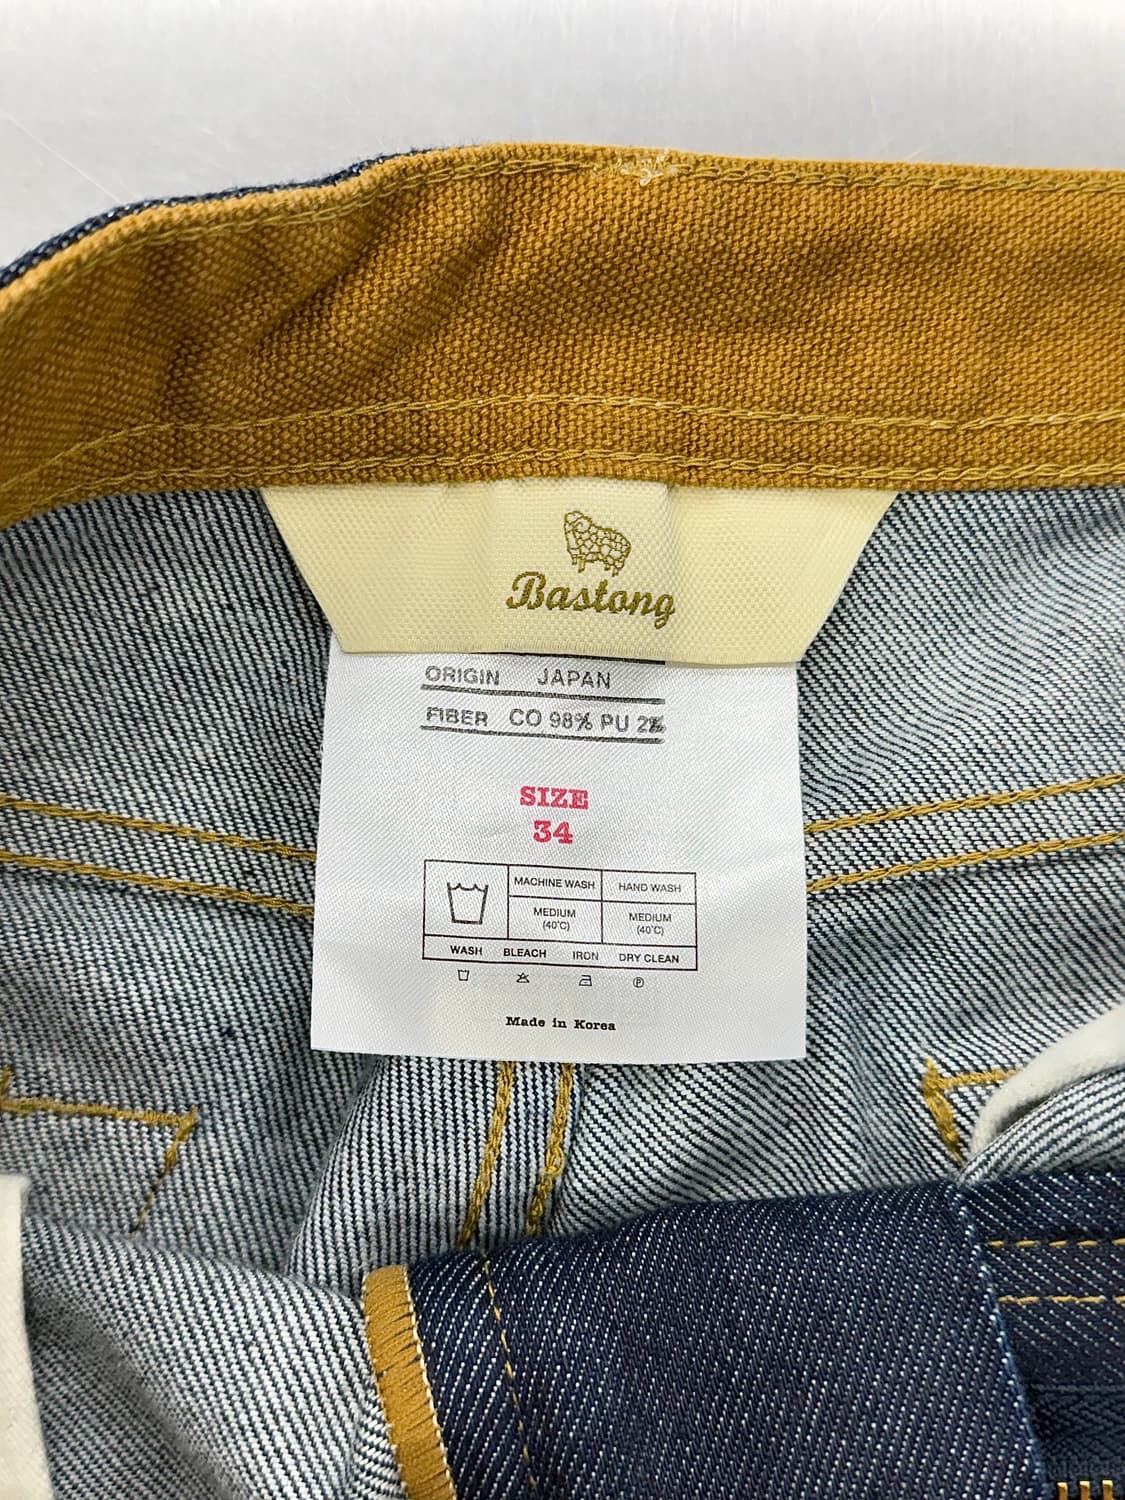 Bastong
ORIGIN JAPAN
FIBER CO 98% PU 2%
SIZE
34
MACHINE WASH HAND WASH
MEDIUM MEDIUM
(40°C) (40°C)
WASH BLEACH IRON DRY CLEAN
P
Made in Korea